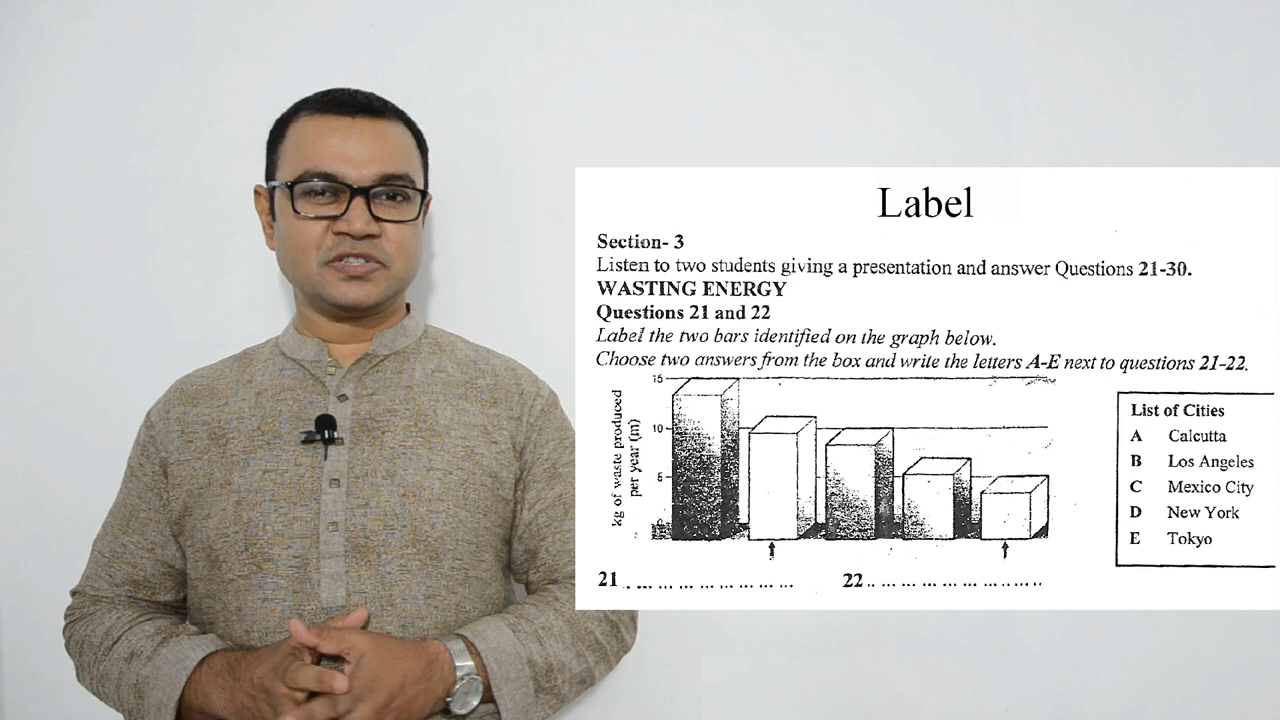 Label
Section- 3
Listen to two students giving a presentation and answer Questions 21-30.
WASTING ENERGY
Questions 21 and 22
Label the two bars identified on the graph below.
Choose two answers from the box and write the letters A-E next to questions 21-22.
kg of waste produced
per year (m)
15
10
5
0
List of Cities
A Calcutta
B Los Angeles
C Mexico City
D New York
E Tokyo
21 .. ... ... ... ... ... ... ... ...
22 .. ... ... ... ... ... ... ... ...